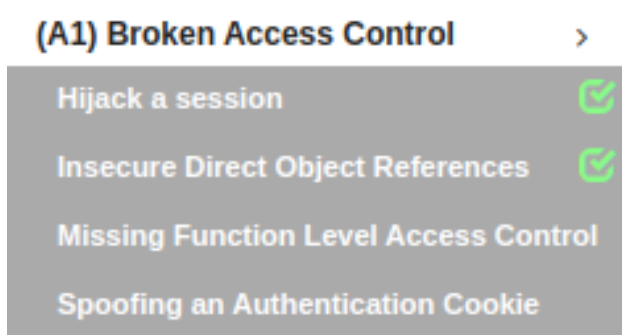 (A1) Broken Access Control
Hijack a session
Insecure Direct Object References
Missing Function Level Access Control
Spoofing an Authentication Cookie